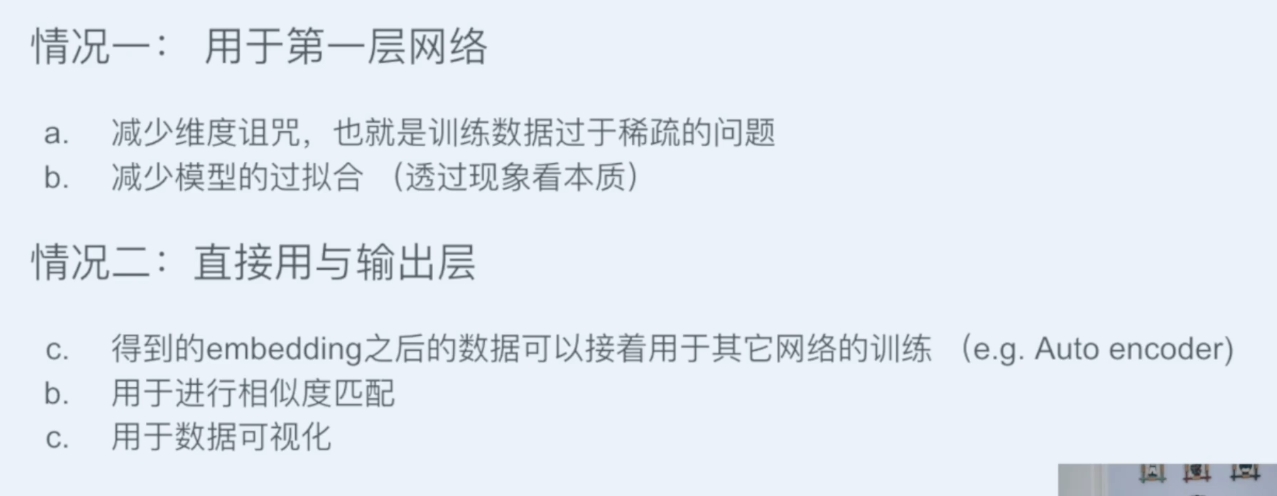 情况一： 用于第一层网络
a. 减少维度诅咒，也就是训练数据过于稀疏的问题
b. 减少模型的过拟合 （透过现象看本质）
情况二：直接用与输出层
c. 得到的embedding之后的数据可以接着用于其它网络的训练 （e.g. Auto encoder)
b. 用于进行相似度匹配
c. 用于数据可视化